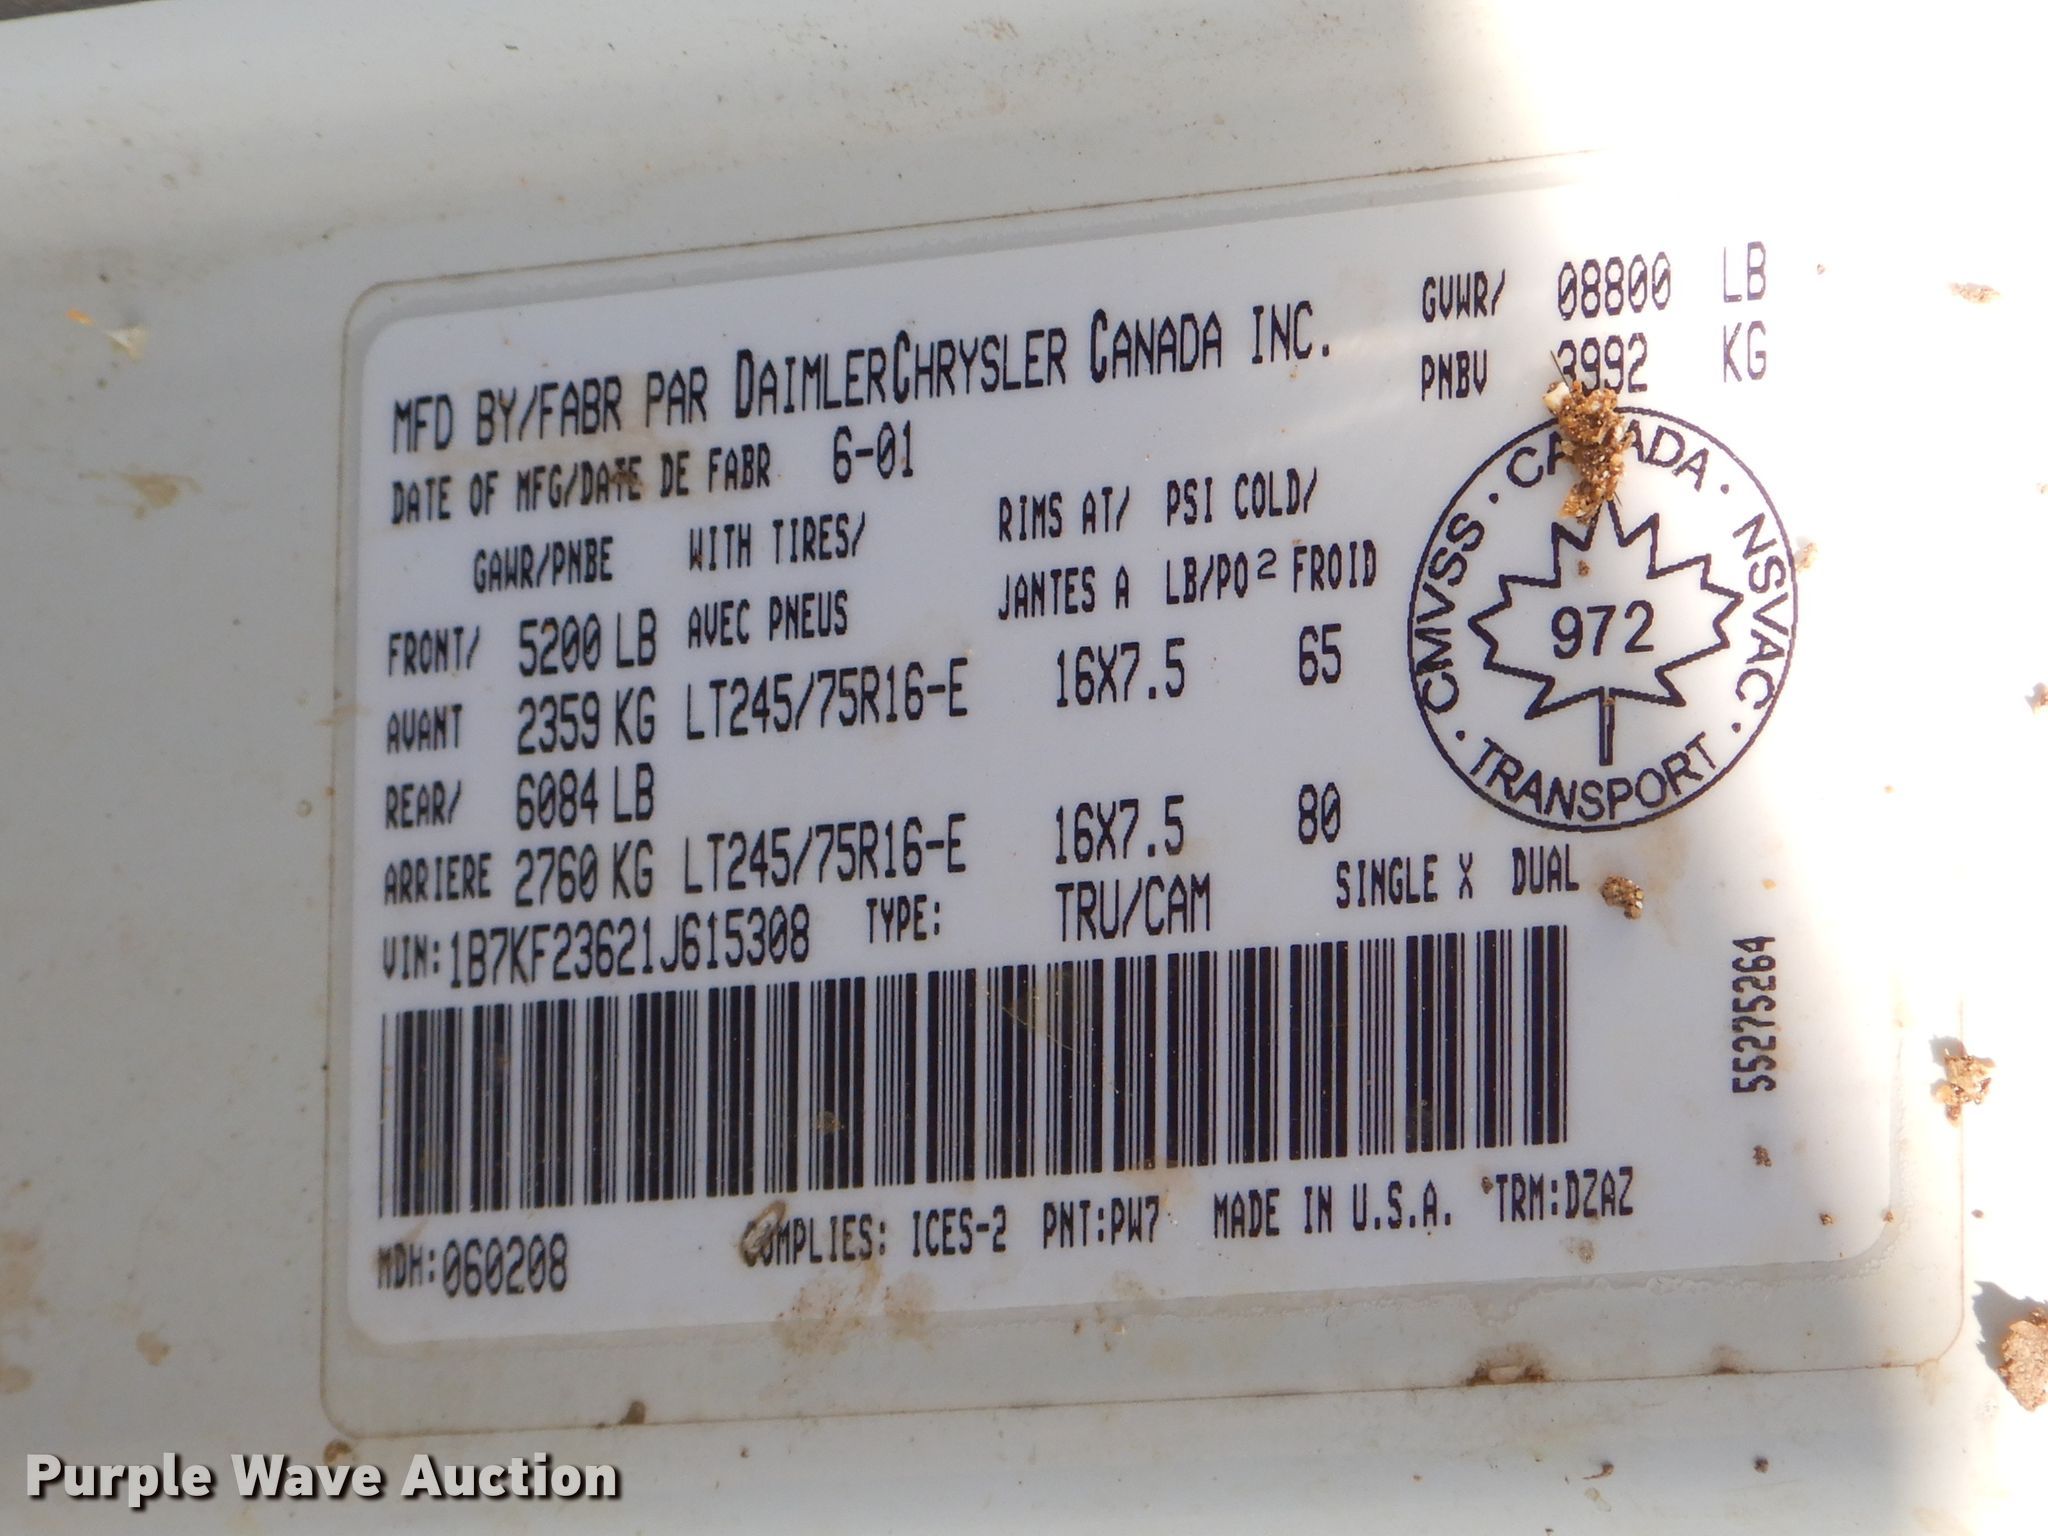 MFD BY/FABR PAR DAIMLERCHRYSLER CANADA INC.
GVWR/ 08800 LB
PNBV 3992 KG
DATE OF MFG/DATE DE FABR 6-01
GAWR/PNBE WITH TIRES/ RIMS AT/ PSI COLD/
AVEC PNEUS JANTES A LB/PO² FROID
FRONT/ 5200 LB
AVANT 2359 KG LT245/75R16-E 16X7.5 65
REAR/ 6084 LB
ARRIERE 2760 KG LT245/75R16-E 16X7.5 80
VIN:1B7KF23621J615308 TYPE: TRU/CAM SINGLE X DUAL
CMVSS · CANADA · NSVAC · TRANSPORT ·
972
55275264
MDH:060208 COMPLIES: ICES-2 PNT:PW7 MADE IN U.S.A. TRM:DZAZ
Purple Wave Auction